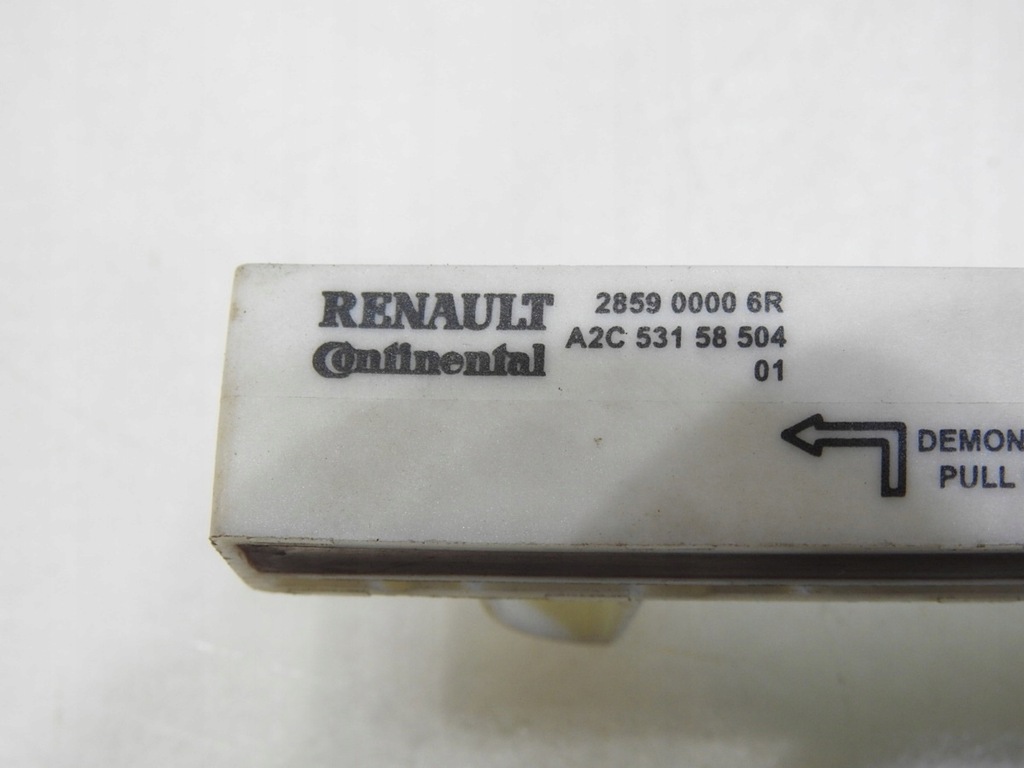 RENAULT 2859 0000 6R
Continental A2C 531 58 504
01
DEMON
PULL